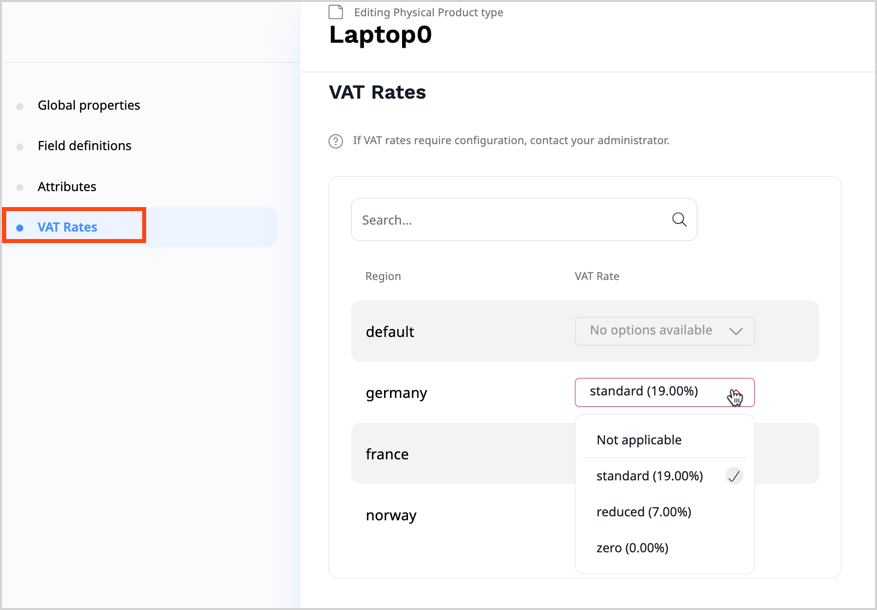 Editing Physical Product type
Laptop0
Global properties
Field definitions
Attributes
VAT Rates
VAT Rates
If VAT rates require configuration, contact your administrator.
Search...
Region VAT Rate
default No options available
germany standard (19.00%)
Not applicable
france
standard (19.00%)
reduced (7.00%)
norway
zero (0.00%)